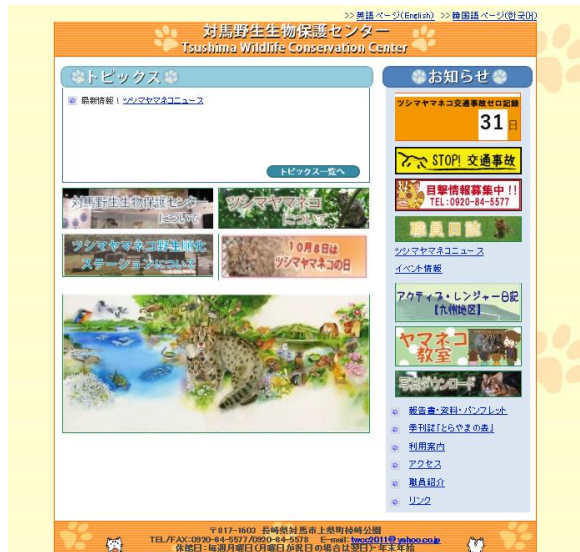 >>英語ページ(English) >>韓国語ページ(한국어)
対馬野生生物保護センター
Tsushima Wildlife Conservation Center
トピックス
最新情報！ツシマヤマネコニュース
トピックス一覧へ
対馬野生生物保護センター
について
ツシマヤマネコ
について
ツシマヤマネコ野生順化
ステーションについて
10月8日は
ツシマヤマネコの日
お知らせ
ツシマヤマネコ交通事故ゼロ記録
31日
STOP! 交通事故
目撃情報募集中!!
TEL:0920-84-5577
職員日誌
ツシマヤマネコニュース
イベント情報
アクティブ・レンジャー日記
【九州地区】
ヤマネコ
教室
写真ダウンロード
報告書・資料・パンフレット
季刊誌「とらやまの森」
利用案内
アクセス
職員紹介
リンク
〒817-1603 長崎県対馬市上県町棹崎公園
TEL/FAX:0920-84-5577/0920-84-5578 E-mail:twcc2011@yahoo.co.jp
休館日：毎週月曜日(月曜日が祝日の場合は翌日)・年末年始